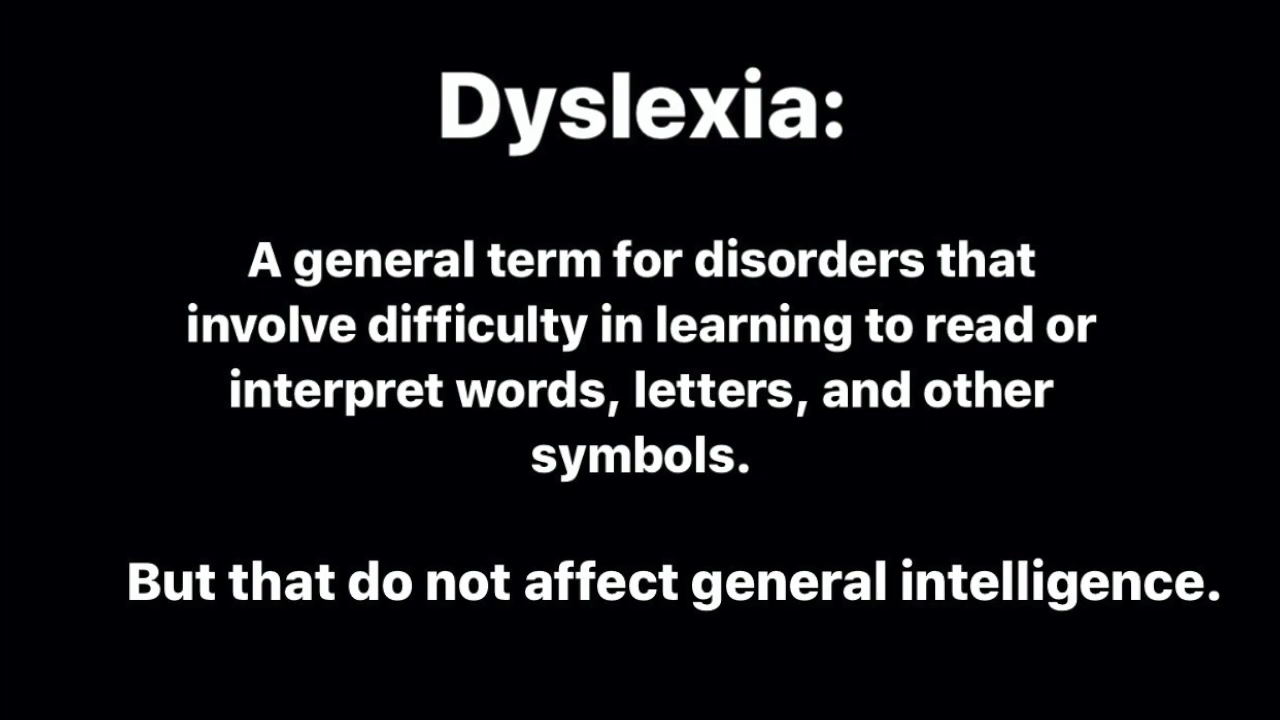 Dyslexia:
A general term for disorders that
involve difficulty in learning to read or
interpret words, letters, and other
symbols.
But that do not affect general intelligence.